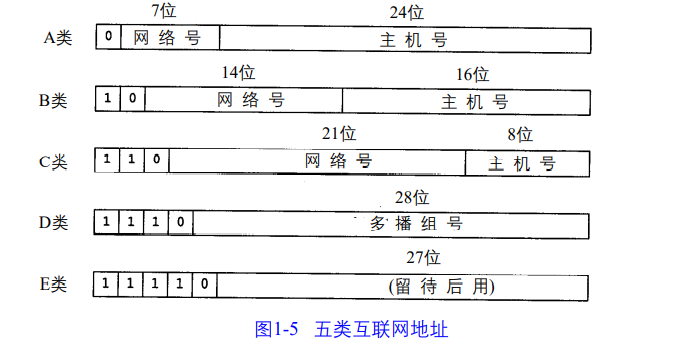 7位 24位
A类 0 网络号 主机号
14位 16位
B类 1 0 网络号 主机号
21位 8位
C类 1 1 0 网络号 主机号
28位
D类 1 1 1 0 多播组号
27位
E类 1 1 1 1 0 (留待后用)
图1-5 五类互联网地址